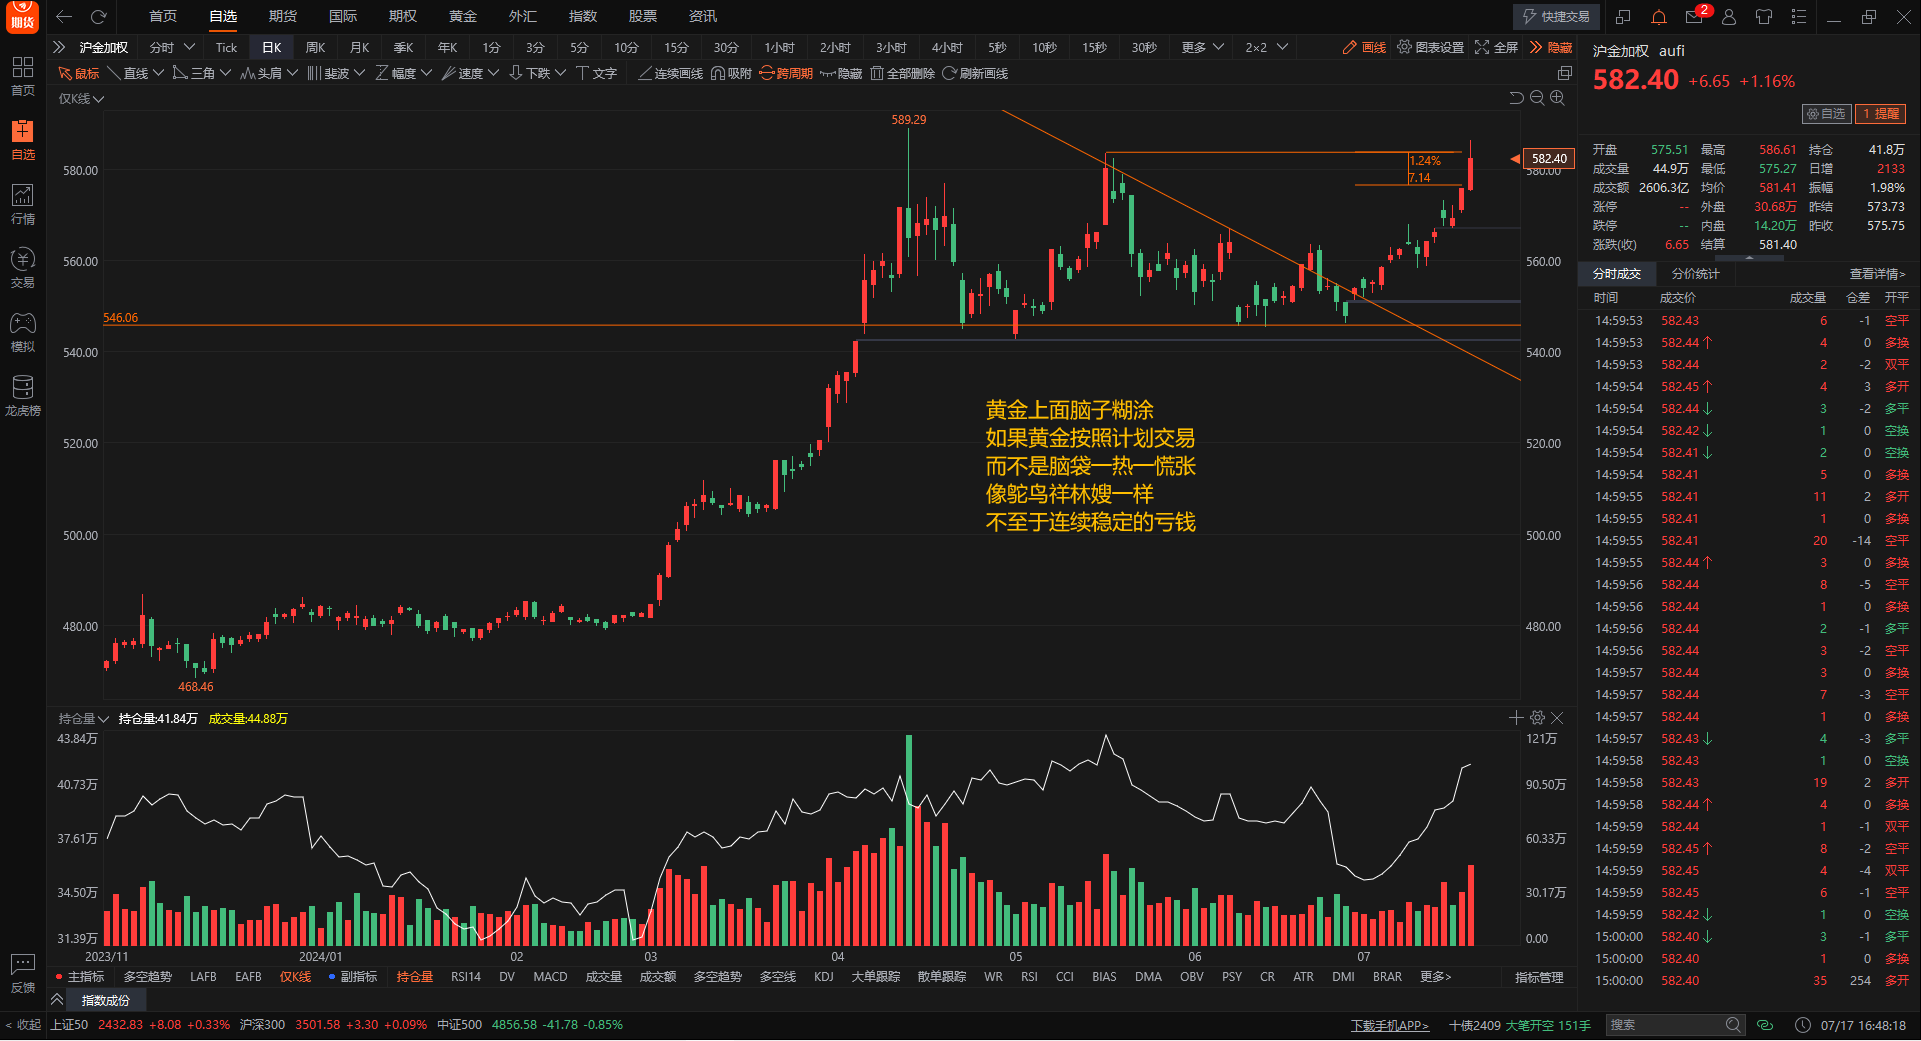 期货
首页 自选 期货 国际 期权 黄金 外汇 指数 股票 资讯
快捷交易 2
沪金加权 分时 Tick 日K 周K 月K 季K 年K 1分 3分 5分 10分 15分 30分 1小时 2小时 3小时 4小时 5秒 10秒 15秒 30秒 更多 2×2 画线 图表设置 全屏 隐藏
鼠标 直线 三角 头肩 斐波 幅度 速度 下跌 文字 连续画线 吸附 跨周期 隐藏 全部删除 刷新画线
首页
自选
行情
交易
模拟
龙虎榜
反馈
< 收起
仅K线
589.29
580.00
560.00
546.06
540.00
520.00
500.00
480.00
468.46
1.24%
7.14
582.40
580.00
560.00
540.00
520.00
500.00
480.00
黄金上面脑子糊涂
如果黄金按照计划交易
而不是脑袋一热一慌张
像鸵鸟祥林嫂一样
不至于连续稳定的亏钱
持仓量 持仓量:41.84万 成交量:44.88万
43.84万
40.73万
37.61万
34.50万
31.39万
121万
90.50万
60.33万
30.17万
0.00
2023/11 2024/01 02 03 04 05 06 07
主指标 多空趋势 LAFB EAFB 仅K线 副指标 持仓量 RSI14 DV MACD 成交量 成交额 多空趋势 多空线 KDJ 大单跟踪 散单跟踪 WR RSI CCI BIAS DMA OBV PSY CR ATR DMI BRAR 更多> 指标管理
指数成份
上证50 2432.83 +8.08 +0.33% 沪深300 3501.58 +3.30 +0.09% 中证500 4856.58 -41.78 -0.85%
下载手机APP> 十债2409 大笔开空 151手 搜索 07/17 16:48:18
沪金加权 aufi
582.40 +6.65 +1.16%
自选 1 提醒
开盘 575.51 最高 586.61 持仓 41.8万
成交量 44.9万 最低 575.27 日增 2133
成交额 2606.3亿 均价 581.41 振幅 1.98%
涨停 -- 外盘 30.68万 昨结 573.73
跌停 -- 内盘 14.20万 昨收 575.75
涨跌(收) 6.65 结算 581.40
分时成交 分价统计 查看详情>
时间 成交价 成交量 仓差 开平
14:59:53 582.43 6 -1 空平
14:59:53 582.44↑ 4 0 多换
14:59:53 582.44 2 -2 双平
14:59:54 582.45↑ 4 3 多开
14:59:54 582.44↓ 3 -2 多平
14:59:54 582.42↓ 1 0 空换
14:59:54 582.41↓ 2 0 空换
14:59:54 582.41 5 0 多换
14:59:55 582.41 11 2 多开
14:59:55 582.41 1 0 多换
14:59:55 582.41 20 -14 空平
14:59:55 582.44↑ 3 0 多换
14:59:56 582.44 8 -5 空平
14:59:56 582.44 1 0 多换
14:59:56 582.44 2 -1 多平
14:59:56 582.44 3 -2 空平
14:59:57 582.44 3 0 多换
14:59:57 582.44 7 -3 空平
14:59:57 582.44 1 0 多换
14:59:57 582.43↓ 4 -3 多平
14:59:58 582.43 1 0 空换
14:59:58 582.43 19 2 多开
14:59:58 582.44↑ 4 0 多换
14:59:59 582.44 1 -1 双平
14:59:59 582.45↑ 8 -2 空平
14:59:59 582.45 4 -4 双平
14:59:59 582.45 6 -1 空平
14:59:59 582.42↓ 1 0 空换
15:00:00 582.40↓ 3 -1 多平
15:00:00 582.40 1 0 多换
15:00:00 582.40 35 254 多开